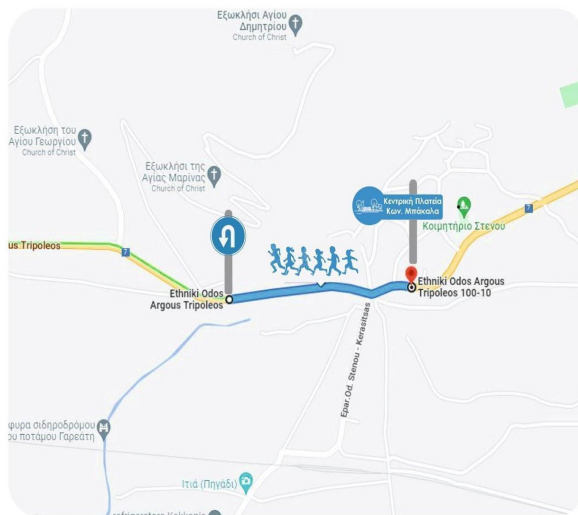 Εξωκλήσι Αγίου
Δημητρίου
Church of Christ
Εξωκλήση του
Αγίου Γεωργίου
Church of Christ
Εξωκλήσι της
Αγίας Μαρίνας
Church of Christ
Κεντρική Πλατεία
Κων. Μπάκαλα
7
Κοιμητήριο Στενού
us Tripoleos
7
Ethniki Odos
Argous Tripoleos
Ethniki Odos Argous
Tripoleos 100-10
Epar.Od. Stenou - Kerasitsas
φυρα σιδηροδρόμου
ου ποτάμου Γαρεάτη
Ιτιά (Πηγάδι)